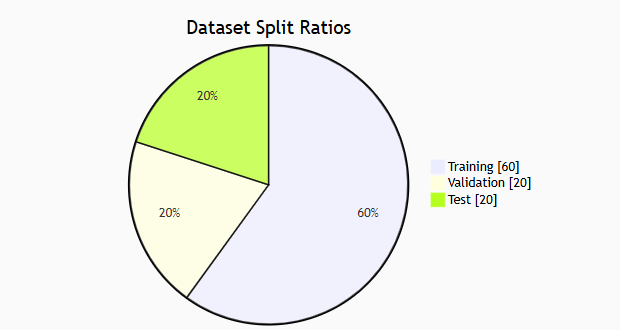 Dataset Split Ratios
20%
20%
60%
Training [60]
Validation [20]
Test [20]